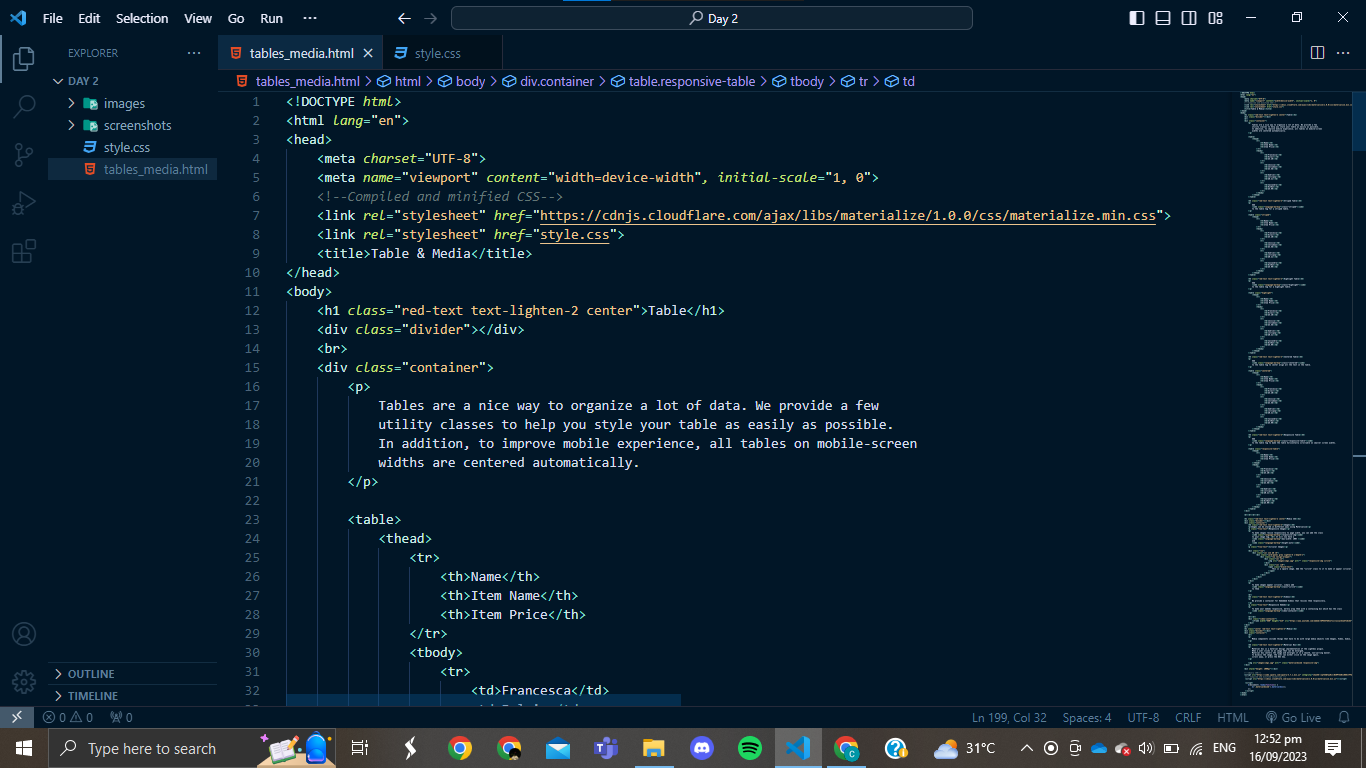 File Edit Selection View Go Run ··· Day 2
EXPLORER ···
DAY 2
images
screenshots
style.css
tables_media.html
OUTLINE
TIMELINE
tables_media.html style.css
tables_media.html > html > body > div.container > table.responsive-table > tbody > tr > td
1 <!DOCTYPE html>
2 <html lang="en">
3 <head>
4 <meta charset="UTF-8">
5 <meta name="viewport" content="width=device-width", initial-scale="1, 0">
6 <!--Compiled and minified CSS-->
7 <link rel="stylesheet" href="https://cdnjs.cloudflare.com/ajax/libs/materialize/1.0.0/css/materialize.min.css">
8 <link rel="stylesheet" href="style.css">
9 <title>Table & Media</title>
10 </head>
11 <body>
12 <h1 class="red-text text-lighten-2 center">Table</h1>
13 <div class="divider"></div>
14 <br>
15 <div class="container">
16 <p>
17 Tables are a nice way to organize a lot of data. We provide a few
18 utility classes to help you style your table as easily as possible.
19 In addition, to improve mobile experience, all tables on mobile-screen
20 widths are centered automatically.
21 </p>
22
23 <table>
24 <thead>
25 <tr>
26 <th>Name</th>
27 <th>Item Name</th>
28 <th>Item Price</th>
29 </tr>
30 <tbody>
31 <tr>
32 <td>Francesca</td>
0 0 0 Ln 199, Col 32 Spaces: 4 UTF-8 CRLF HTML Go Live
Type here to search 31°C ENG 12:52 pm
16/09/2023